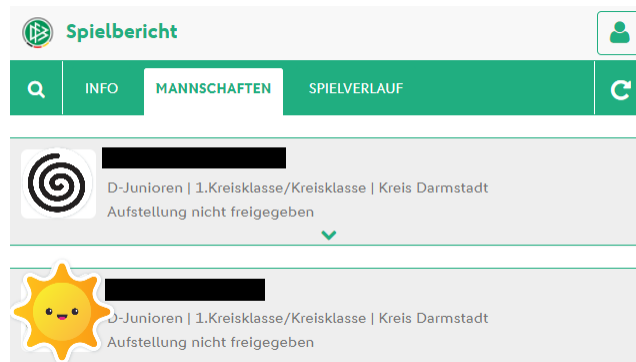 Spielbericht
INFO MANNSCHAFTEN SPIELVERLAUF
D-Junioren | 1.Kreisklasse/Kreisklasse | Kreis Darmstadt
Aufstellung nicht freigegeben
D-Junioren | 1.Kreisklasse/Kreisklasse | Kreis Darmstadt
Aufstellung nicht freigegeben